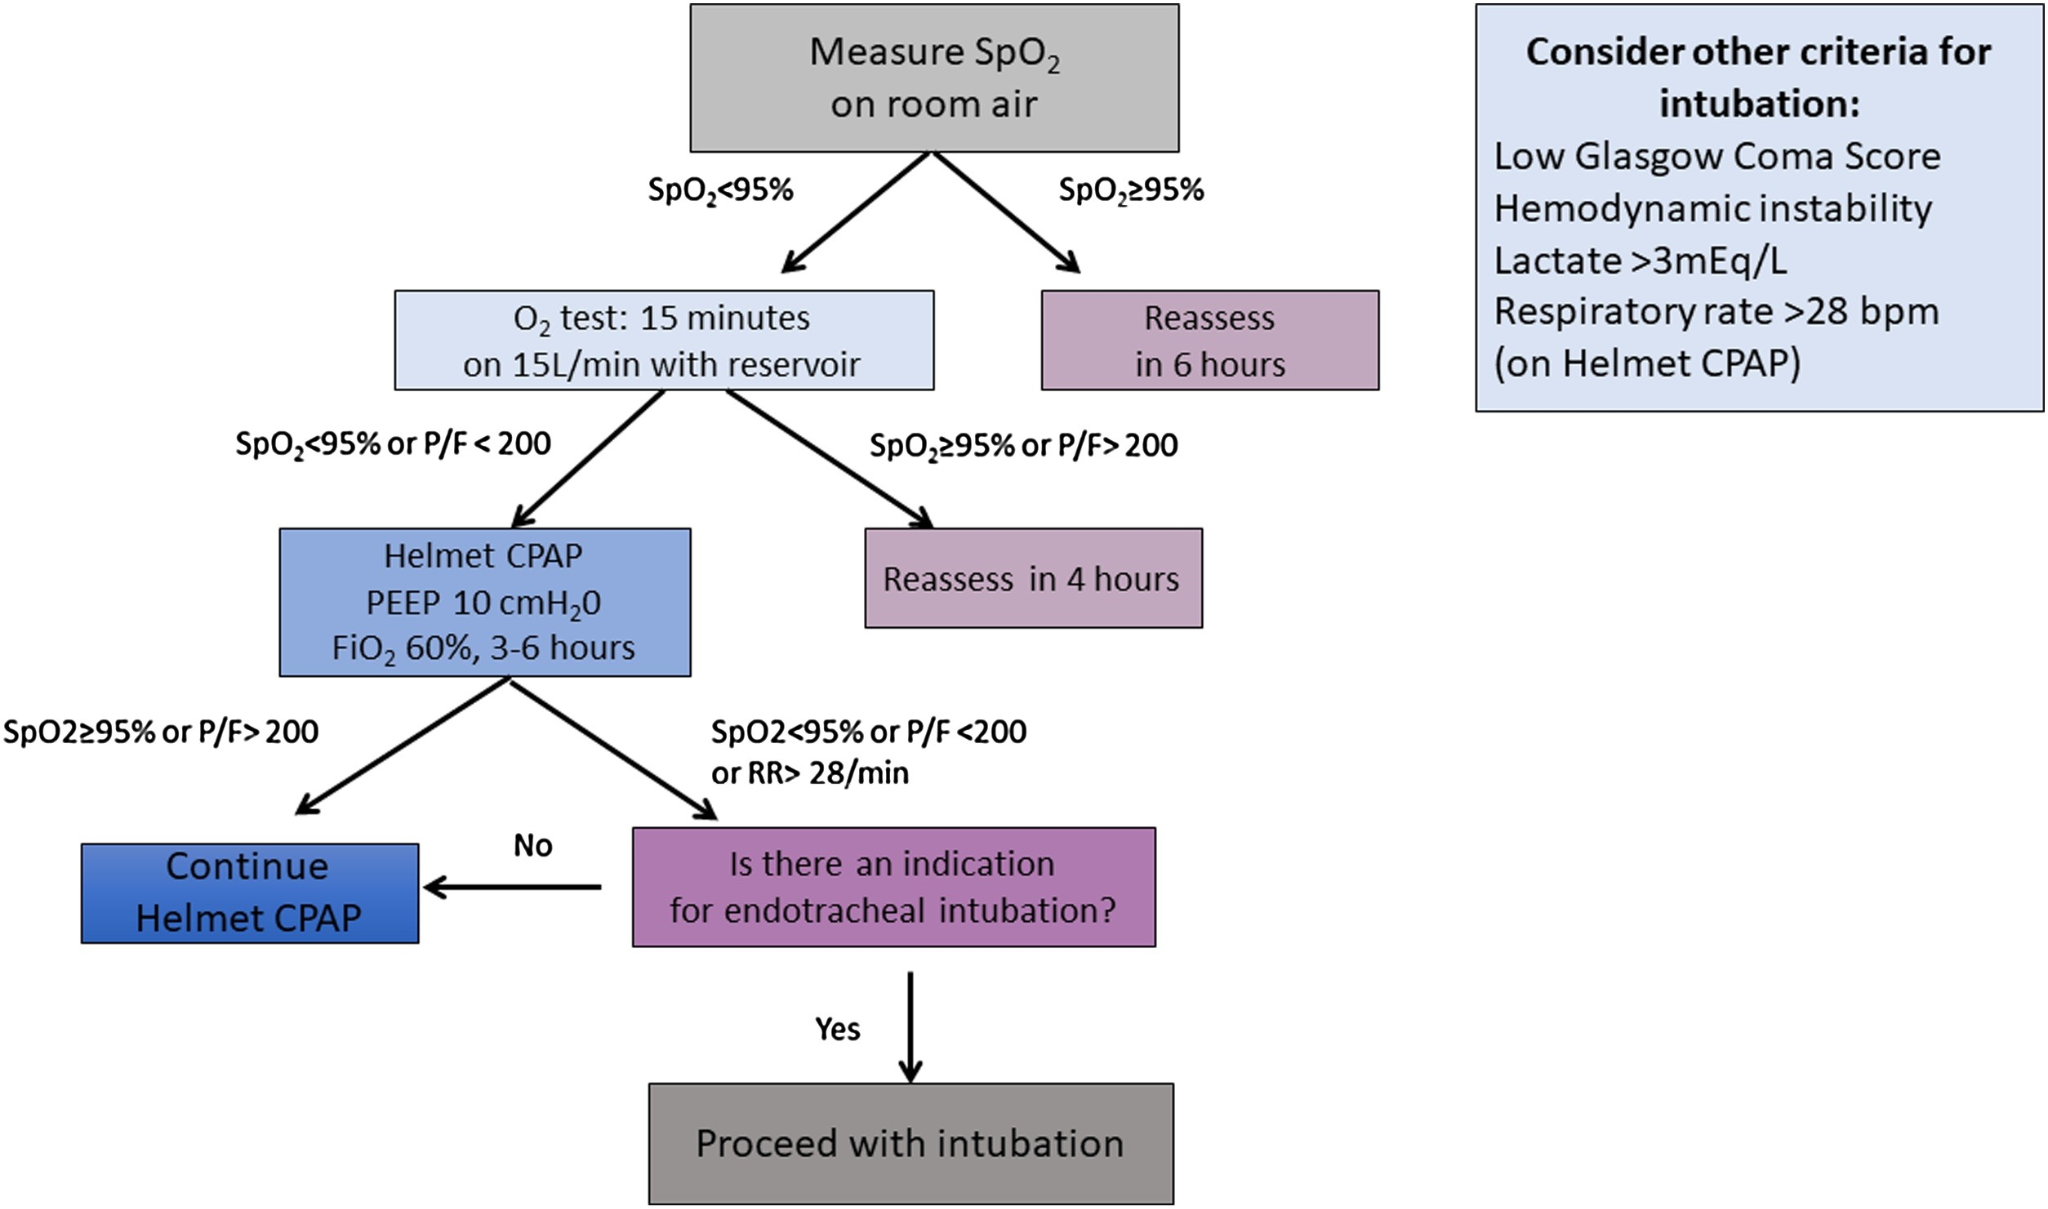 Measure SpO₂
on room air
SpO₂<95%
SpO₂≥95%
O₂ test: 15 minutes
on 15L/min with reservoir
Reassess
in 6 hours
SpO₂<95% or P/F < 200
SpO₂≥95% or P/F> 200
Helmet CPAP
PEEP 10 cmH₂0
FiO₂ 60%, 3-6 hours
Reassess in 4 hours
SpO2≥95% or P/F> 200
SpO2<95% or P/F <200
or RR> 28/min
Continue
Helmet CPAP
No
Is there an indication
for endotracheal intubation?
Yes
Proceed with intubation
Consider other criteria for
intubation:
Low Glasgow Coma Score
Hemodynamic instability
Lactate >3mEq/L
Respiratory rate >28 bpm
(on Helmet CPAP)